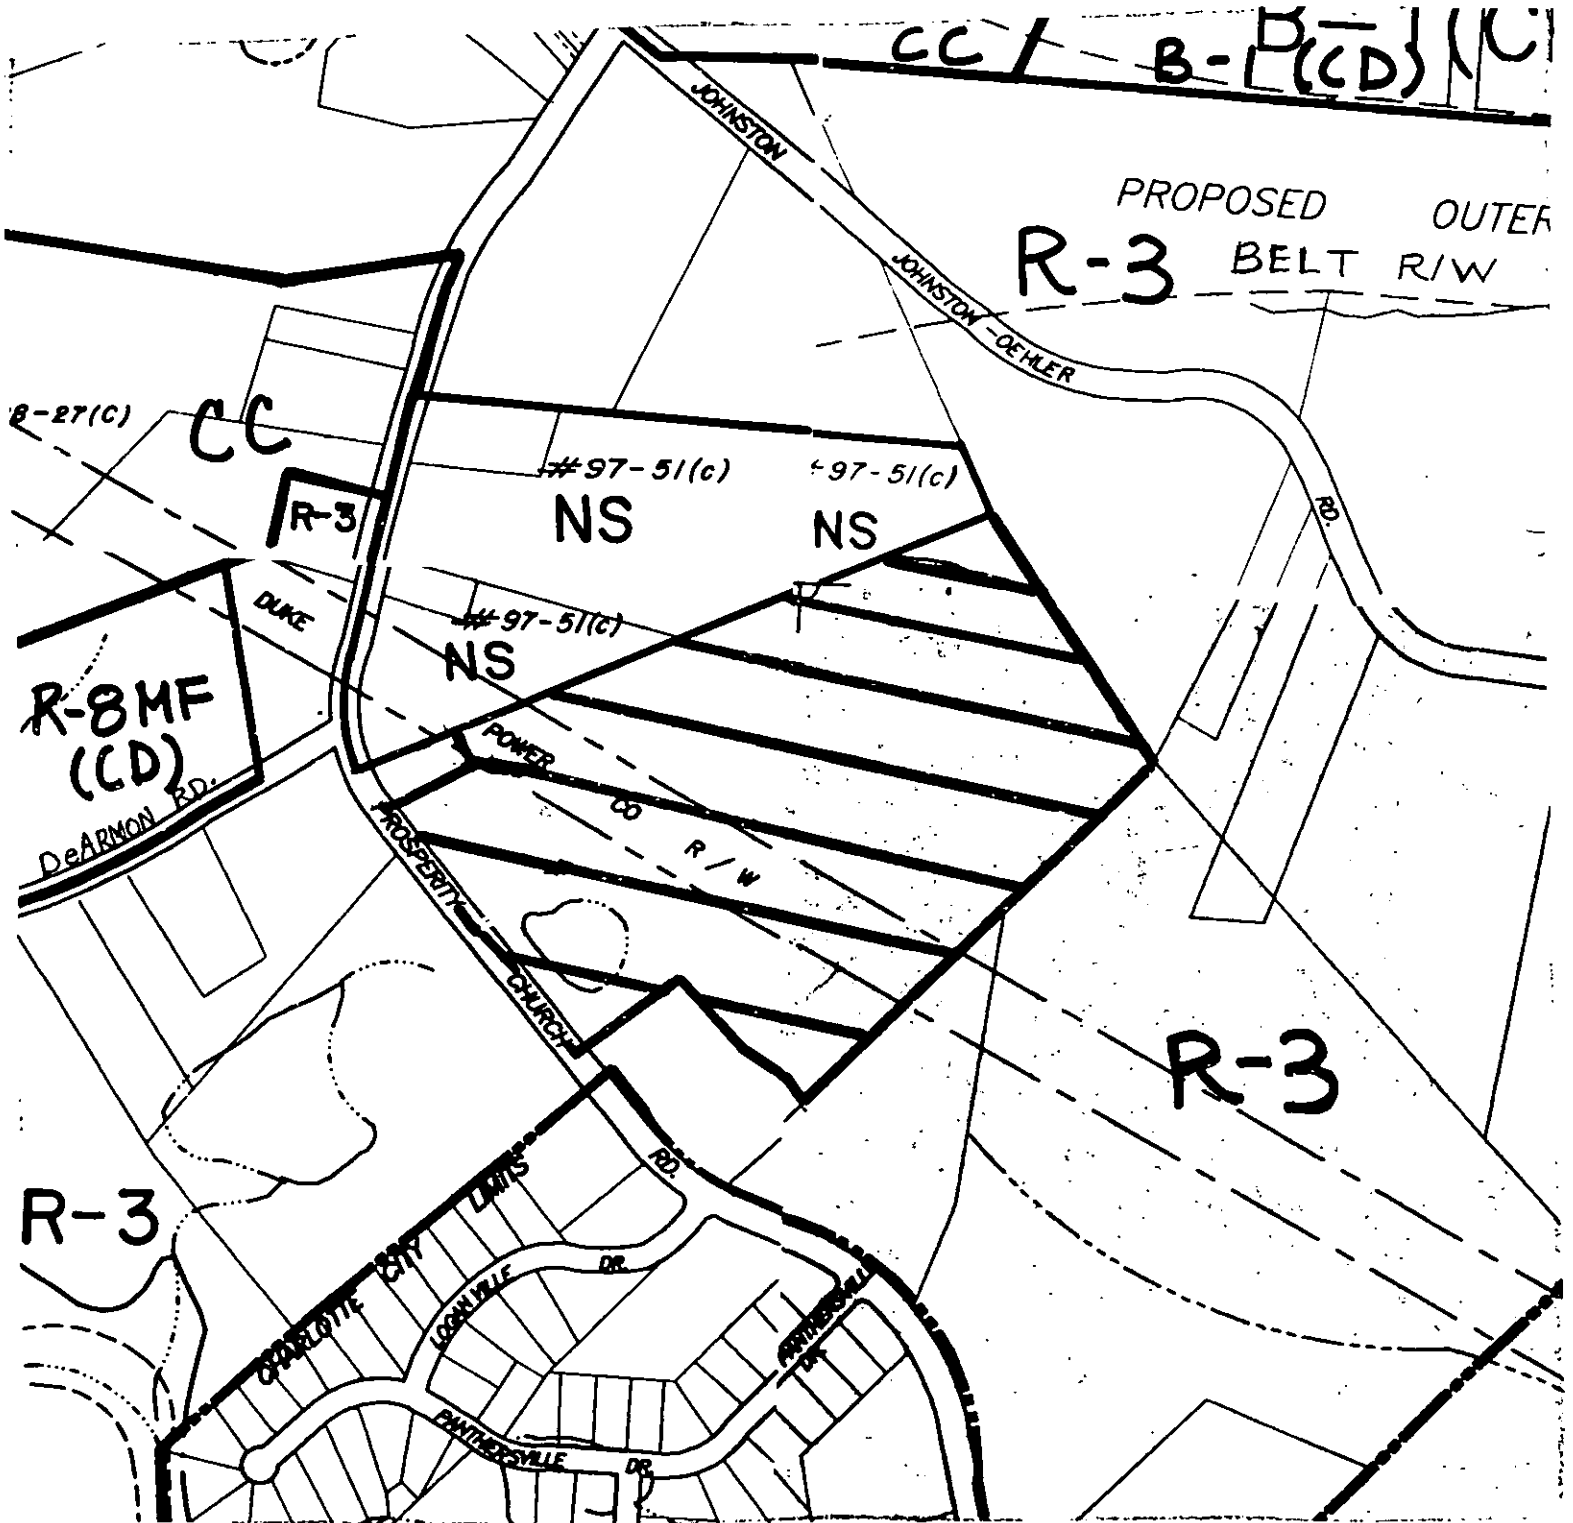 CC
B-1(C
B-1(CD)
JOHNSTON
PROPOSED OUTER
R-3 BELT R/W
JOHNSTON-OEHLER
RD.
B-27(C)
CC
#97-51(c)
97-51(c)
NS
NS
R-3
DUKE
#97-51(c)
NS
R-8MF
(CD)
DeARMON RD.
POWER
CO
R/W
PROSPERITY
CHURCH
RD.
R-3
R-3
LIMITS
CITY
CHARLOTTE
LOGANVILLE
DR.
PANTHERSVILLE
DR.
PANTHERSVILLE
DR.